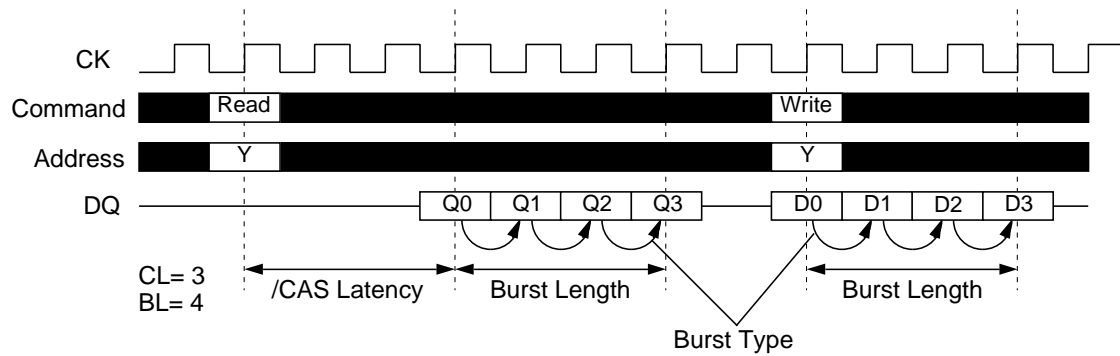 CK
Command Read Write
Address Y Y
DQ Q0 Q1 Q2 Q3 D0 D1 D2 D3
CL= 3
BL= 4
/CAS Latency Burst Length Burst Length
Burst Type